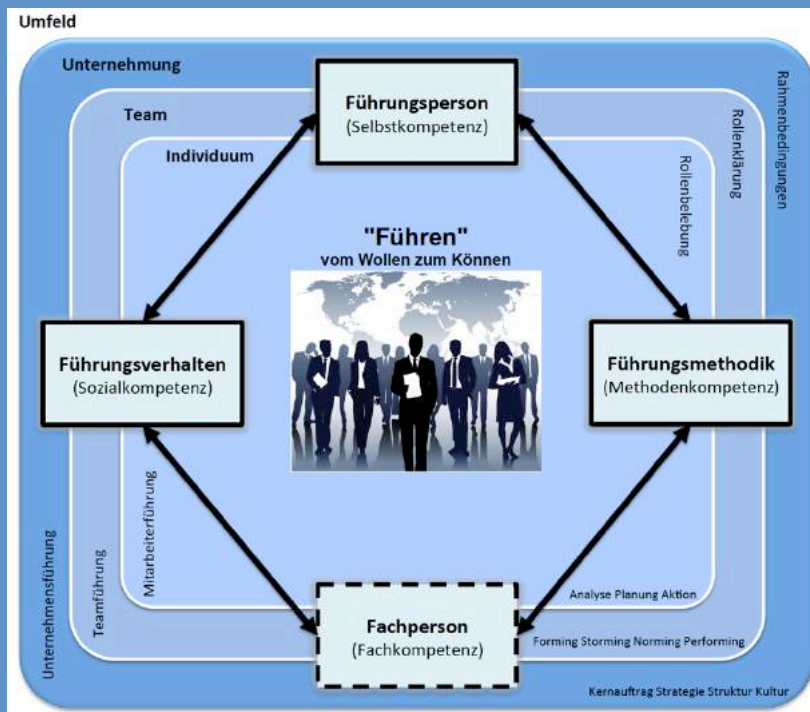 Umfeld
Unternehmung
Team
Individuum
Führungsperson
(Selbstkompetenz)
Rahmenbedingungen
Rollenklärung
Rollenbelebung
"Führen"
vom Wollen zum Können
Führungsverhalten
(Sozialkompetenz)
Führungsmethodik
(Methodenkompetenz)
Unternehmensführung
Teamführung
Mitarbeiterführung
Fachperson
(Fachkompetenz)
Analyse Planung Aktion
Forming Storming Norming Performing
Kernauftrag Strategie Struktur Kultur